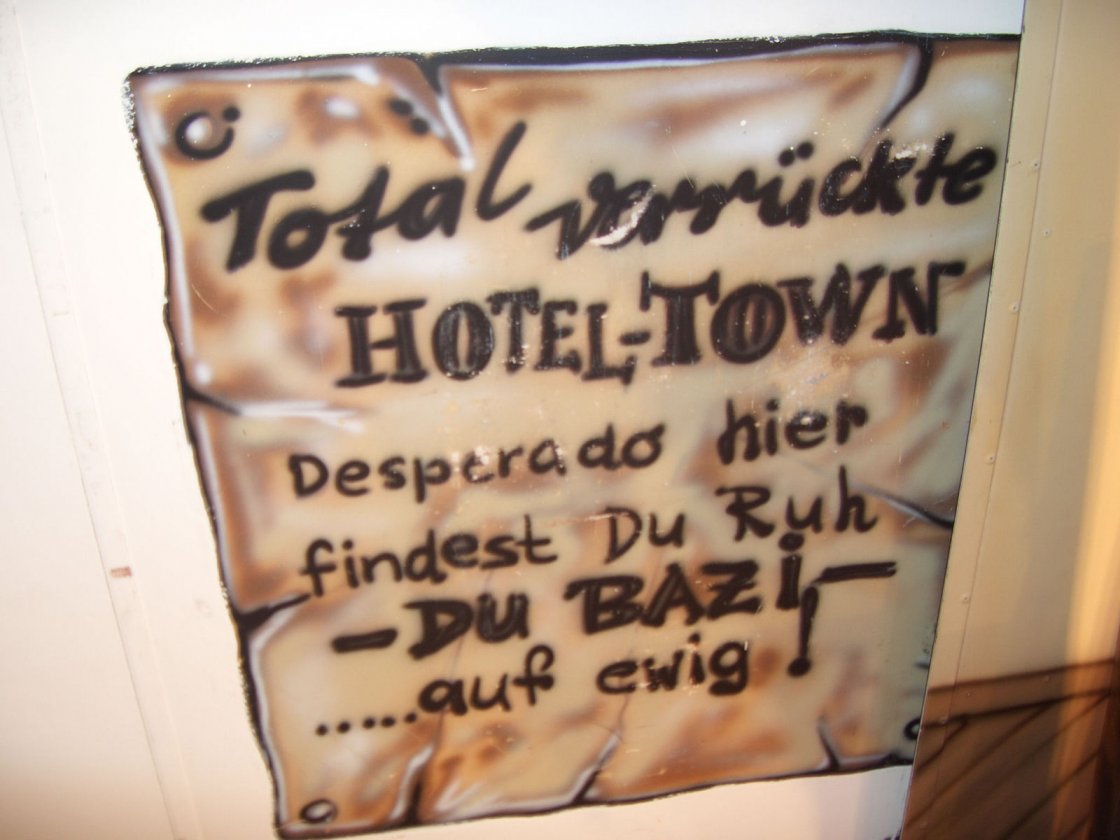 Total verrückte
HOTEL-TOWN
Desperado hier
findest Du Ruh
- DU BAZI -
.....auf ewig !